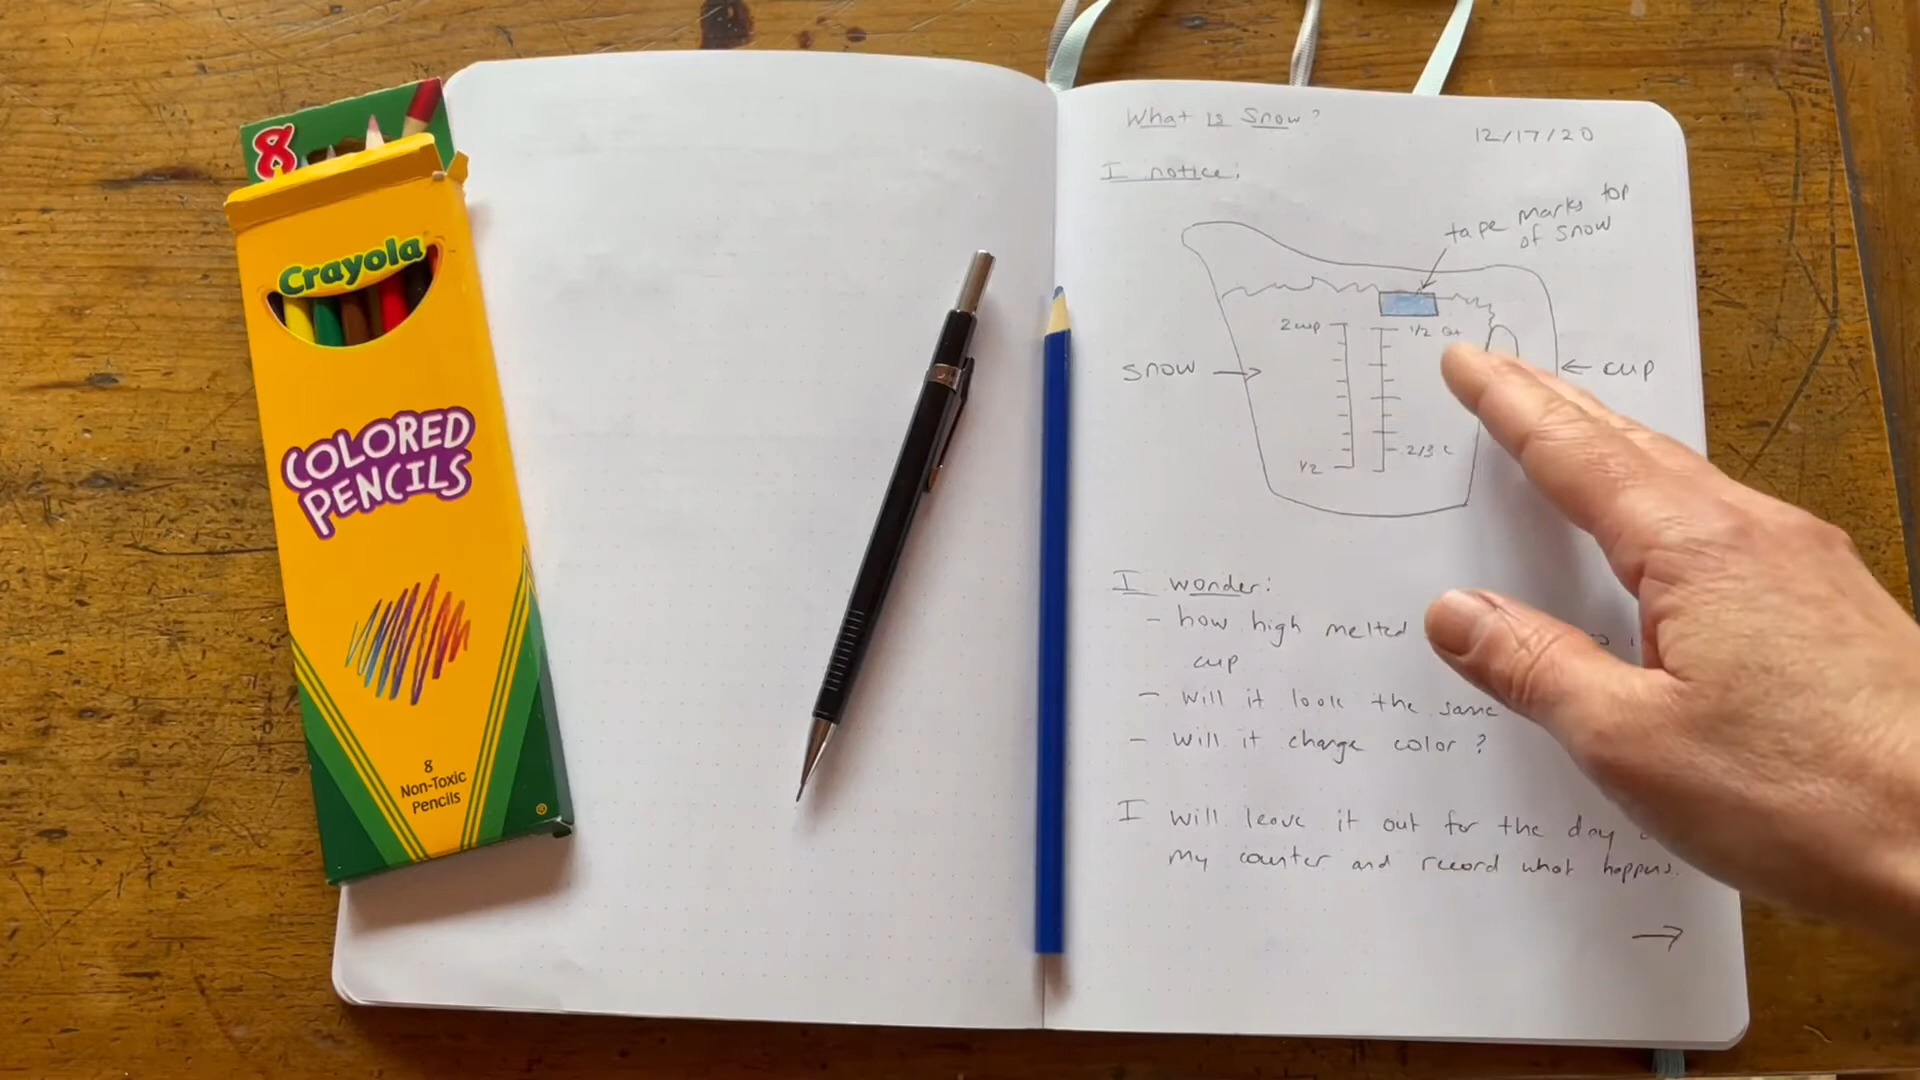 8
Crayola
COLORED
PENCILS
8
Non-Toxic
Pencils
®
What is Snow?
12/17/20
I notice:
tape marks top
of snow
2 cup
1/2
snow
cup
1/2
2/3 c
I wonder:
- how high melted
cup
- will it look the same
- will it change color?
I will leave it out for the day
my counter and record what happens.